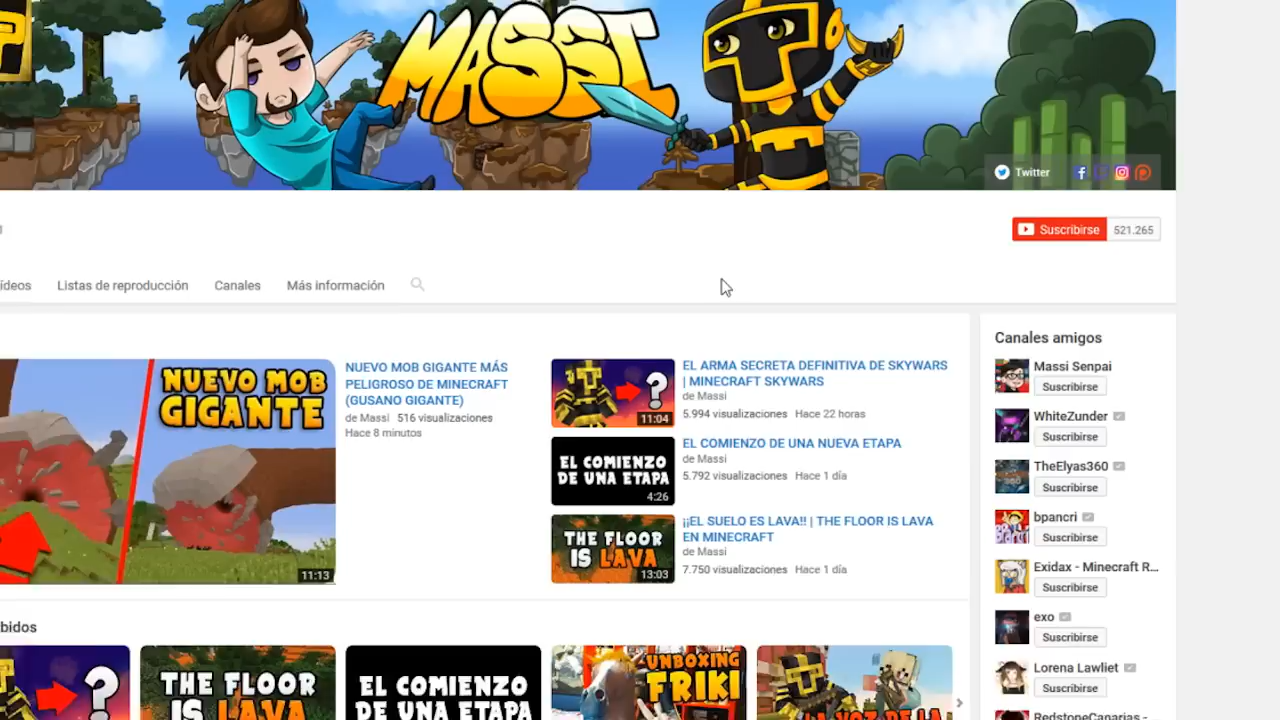 MASSI
Twitter
Suscribirse 521.265
ídeos Listas de reproducción Canales Más información
NUEVO MOB
GIGANTE
11:13
NUEVO MOB GIGANTE MÁS
PELIGROSO DE MINECRAFT
(GUSANO GIGANTE)
de Massi 516 visualizaciones
Hace 8 minutos
?
11:04
EL ARMA SECRETA DEFINITIVA DE SKYWARS
| MINECRAFT SKYWARS
de Massi
5.994 visualizaciones Hace 22 horas
EL COMIENZO
DE UNA ETAPA
4:26
EL COMIENZO DE UNA NUEVA ETAPA
de Massi
5.792 visualizaciones Hace 1 día
THE FLOOR
IS LAVA
13:03
¡¡EL SUELO ES LAVA!! | THE FLOOR IS LAVA
EN MINECRAFT
de Massi
7.750 visualizaciones Hace 1 día
Canales amigos
Massi Senpai
Suscribirse
WhiteZunder
Suscribirse
TheElyas360
Suscribirse
bpancri
Suscribirse
Exidax - Minecraft R...
Suscribirse
exo
Suscribirse
Lorena Lawliet
Suscribirse
RedstoneCanarias -
bidos
?
THE FLOOR
IS LAVA
EL COMIENZO
DE UNA ETAPA
UNBOXING
FRIKI
LA VOZ DE LA